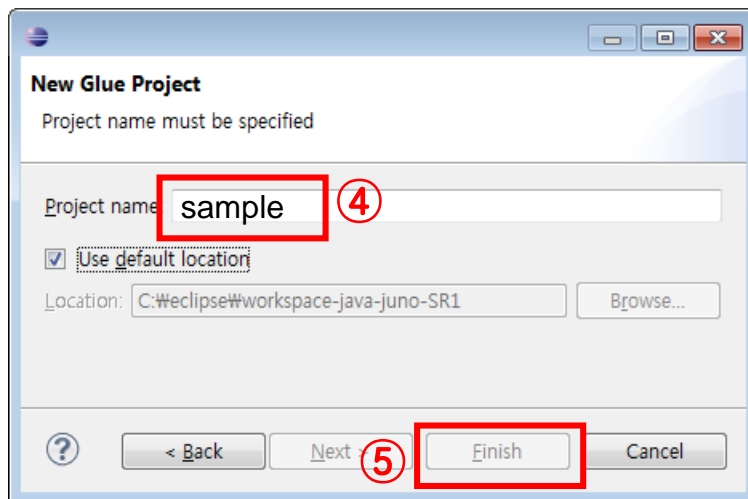 New Glue Project
Project name must be specified
Project name: sample ④
Use default location
Location: C:₩eclipse₩workspace-java-juno-SR1 Browse...
? < Back Next > ⑤ Finish Cancel